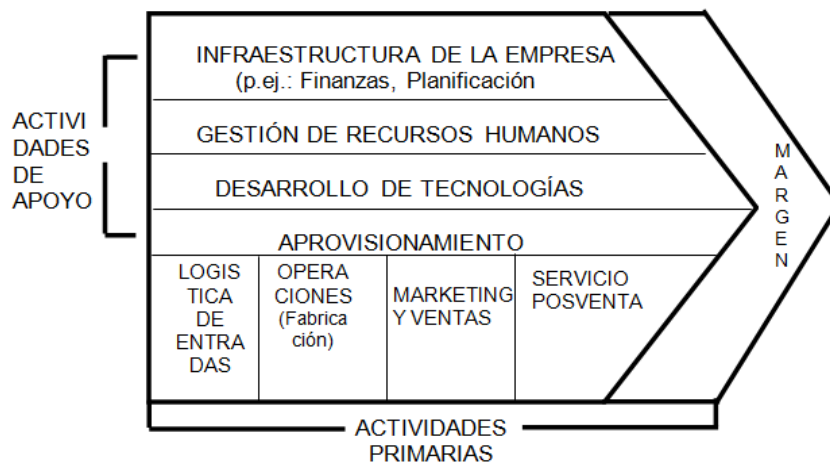 INFRAESTRUCTURA DE LA EMPRESA
(p.ej.: Finanzas, Planificación
ACTIVI
DADES
DE
APOYO
GESTIÓN DE RECURSOS HUMANOS
DESARROLLO DE TECNOLOGÍAS
APROVISIONAMIENTO
LOGIS
TICA
DE
ENTRA
DAS
OPERA
CIONES
(Fabrica
ción)
MARKETING
Y VENTAS
SERVICIO
POSVENTA
M
A
R
G
E
N
ACTIVIDADES
PRIMARIAS